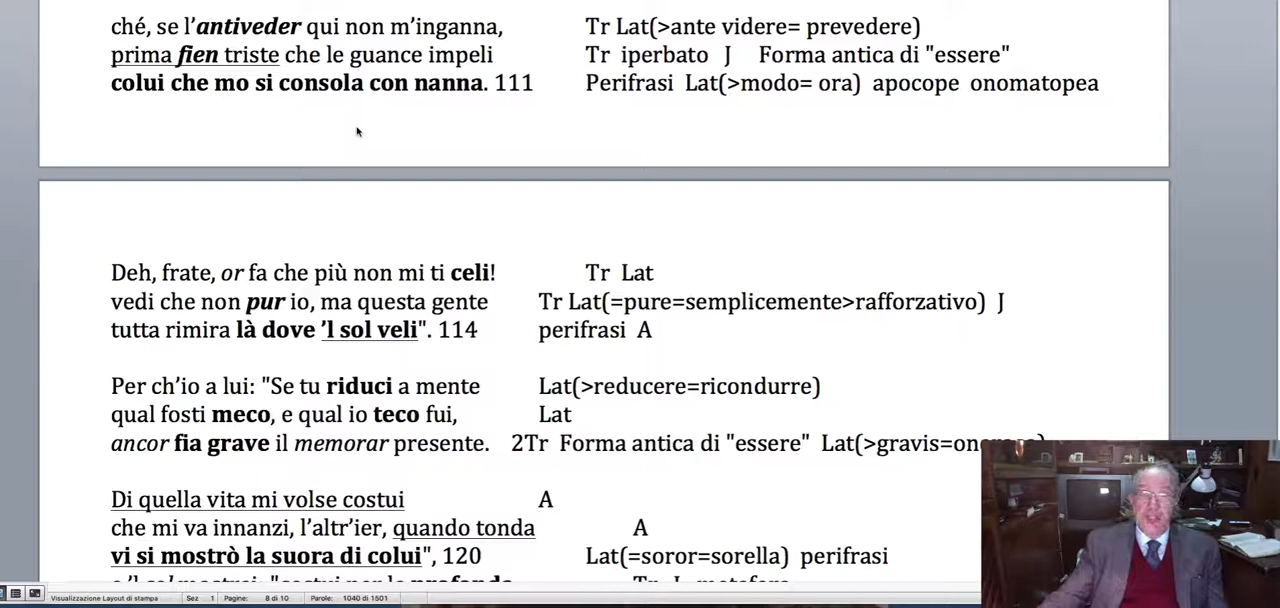 ché, se l’antiveder qui non m’inganna, Tr Lat(>ante videre= prevedere)
prima fien triste che le guance impeli Tr iperbato J Forma antica di "essere"
colui che mo si consola con nanna. 111 Perifrasi Lat(>modo= ora) apocope onomatopea
Deh, frate, or fa che più non mi ti celi! Tr Lat
vedi che non pur io, ma questa gente Tr Lat(=pure=semplicemente>rafforzativo) J
tutta rimira là dove ’l sol veli". 114 perifrasi A
Per ch’io a lui: "Se tu riduci a mente Lat(>reducere=ricondurre)
qual fosti meco, e qual io teco fui, Lat
ancor fia grave il memorar presente. 2Tr Forma antica di "essere" Lat(>gravis=
Di quella vita mi volse costui A
che mi va innanzi, l’altr’ier, quando tonda A
vi si mostrò la suora di colui", 120 Lat(=soror=sorella) perifrasi
Visualizzazione Layout di stampa Sez 1 Pagine: 8 di 10 Parole: 1040 di 1501